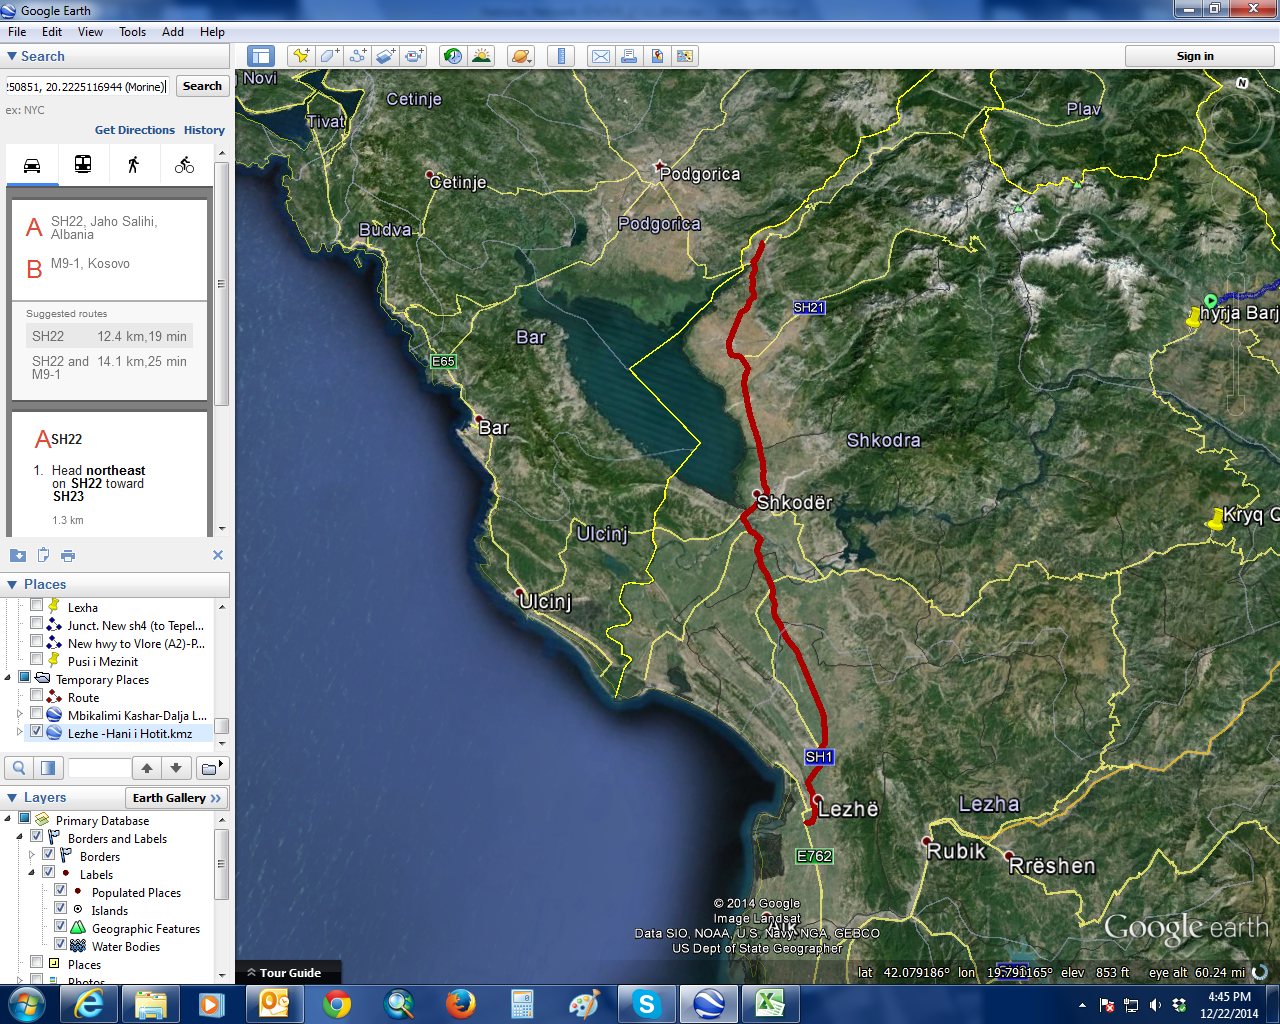 Google Earth
File Edit View Tools Add Help
Search
Sign in
:50851, 20.2225116944 (Morine)
Search
ex: NYC
Get Directions History
A SH22, Jaho Salihi,
Albania
B M9-1, Kosovo
Suggested routes
SH22 12.4 km,19 min
SH22 and 14.1 km,25 min
M9-1
A SH22
1. Head northeast
on SH22 toward
SH23
1.3 km
Places
Lexha
Junct. New sh4 (to Tepel...
New hwy to Vlore (A2)-P...
Pusi i Mezinit
Temporary Places
Route
Mbikalimi Kashar-Dalja L...
Lezhe -Hani i Hotit.kmz
Layers
Earth Gallery »
Primary Database
Borders and Labels
Borders
Labels
Populated Places
Islands
Geographic Features
Water Bodies
Places
Photos
Novi
Cetinje
Tivat
Plav
N
Cetinje
Podgorica
Podgorica
Budva
SH21
hyrja Barj
Bar
E65
Bar
Shkodra
Shkodër
Kryq
Ulcinj
Ulcinj
SH1
Lezhë
Lezha
E762
Rubik
Rrëshen
© 2014 Google
Image Landsat
Data SIO, NOAA, U.S. Navy, NGA, GEBCO
US Dept of State Geographer
Google earth
Tour Guide
lat 42.079186° lon 19.791165° elev 853 ft eye alt 60.24 mi
4:45 PM
12/22/2014